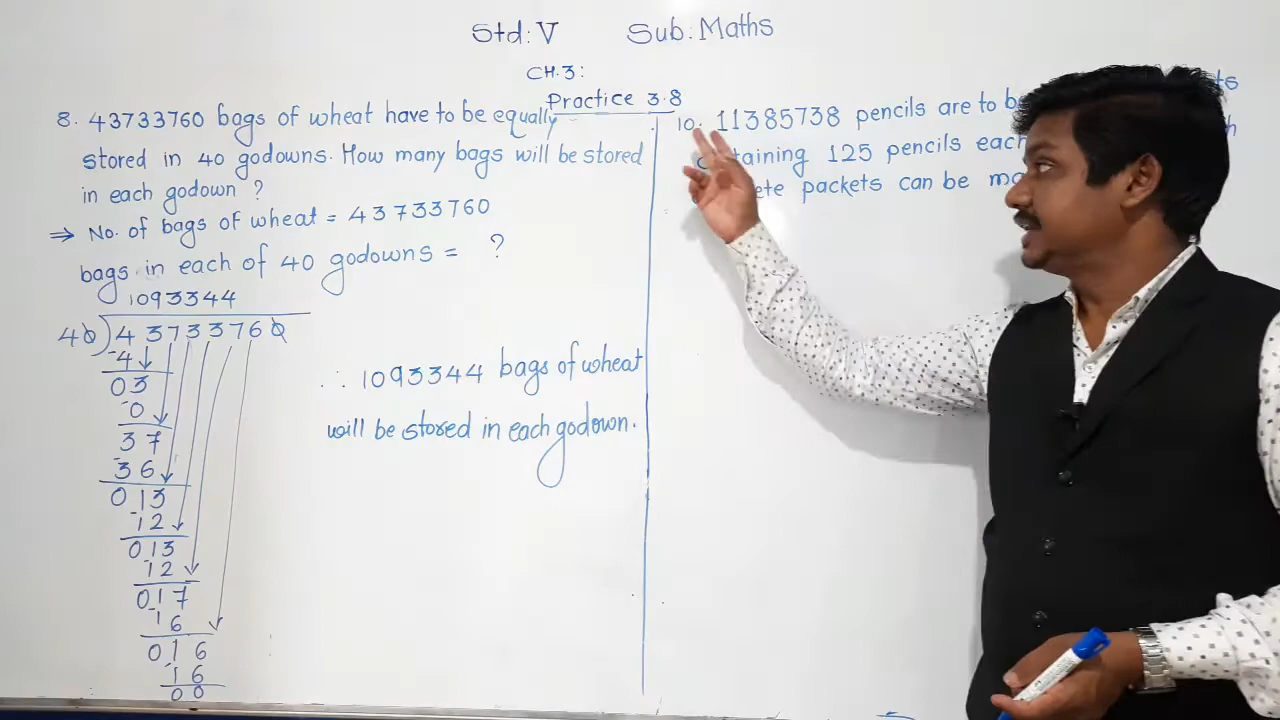 Std: V Sub: Maths
CH.3:
Practice 3.8
8. 43733760 bags of wheat have to be equally
stored in 40 godowns. How many bags will be stored
in each godown ?
⇒ No. of bags of wheat = 43733760
bags in each of 40 godowns = ?
1093344
40 ) 43733760
-4
03
-0
37
-36
013
-12
013
-12
017
-16
016
-16
00
∴ 1093344 bags of wheat
will be stored in each godown.
10. 11385738 pencils are to be
125 pencils each
packets can be